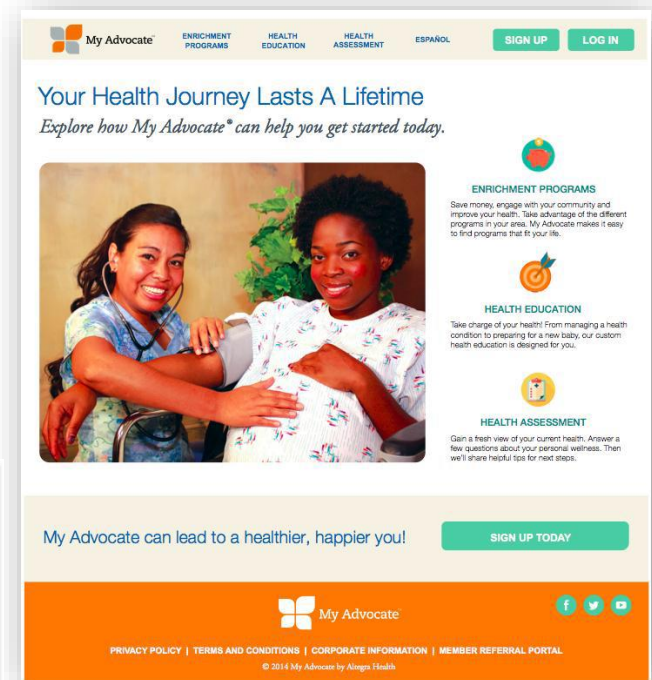 My Advocate™
ENRICHMENT
PROGRAMS
HEALTH
EDUCATION
HEALTH
ASSESSMENT
ESPAÑOL
SIGN UP
LOG IN
Your Health Journey Lasts A Lifetime
Explore how My Advocate® can help you get started today.
ENRICHMENT PROGRAMS
Save money, engage with your community and
improve your health. Take advantage of the different
programs in your area. My Advocate makes it easy
to find programs that fit your life.
HEALTH EDUCATION
Take charge of your health! From managing a health
condition to preparing for a new baby, our custom
health education is designed for you.
HEALTH ASSESSMENT
Gain a fresh view of your current health. Answer a
few questions about your personal wellness. Then
we'll share helpful tips for next steps.
My Advocate can lead to a healthier, happier you!
SIGN UP TODAY
My Advocate™
PRIVACY POLICY | TERMS AND CONDITIONS | CORPORATE INFORMATION | MEMBER REFERRAL PORTAL
© 2014 My Advocate by Altegra Health